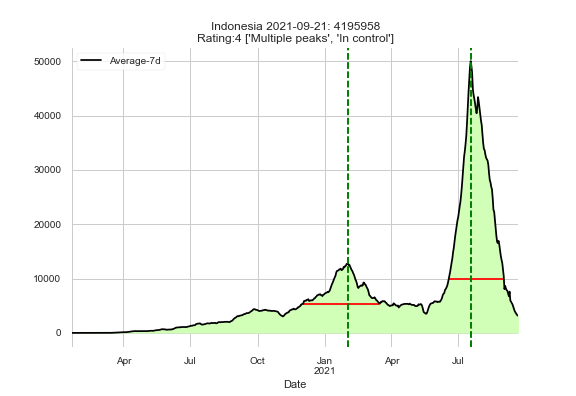 Indonesia 2021-09-21: 4195958
Rating:4 ['Multiple peaks', 'In control']
Average-7d
50000
40000
30000
20000
10000
0
Apr Jul Oct Jan Apr Jul
2021
Date